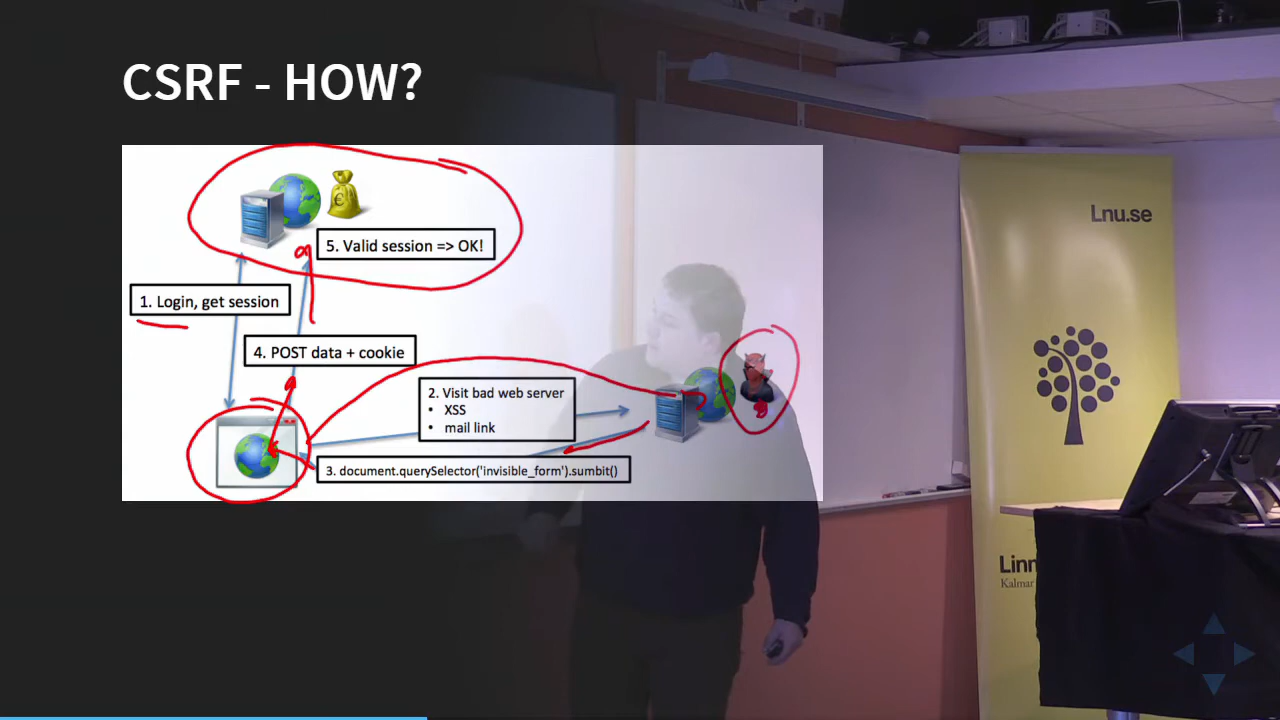 CSRF - HOW?
5. Valid session => OK!
1. Login, get session
4. POST data + cookie
2. Visit bad web server
• XSS
• mail link
3. document.querySelector('invisible_form').sumbit()
Lnu.se
Linn
Kalmar